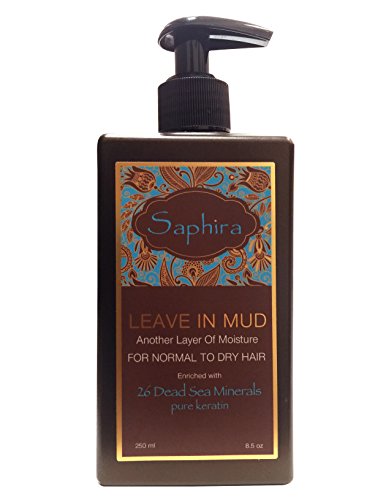 Saphira
LEAVE IN MUD
Another Layer Of Moisture
FOR NORMAL TO DRY HAIR
Enriched with
26 Dead Sea Minerals
pure keratin
250 ml 8.5 oz